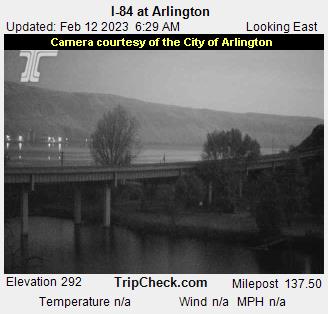 I-84 at Arlington
Updated: Feb 12 2023 6:29 AM Looking East
Camera courtesy of the City of Arlington
Elevation 292 TripCheck.com Milepost 137.50
Temperature n/a Wind n/a MPH n/a